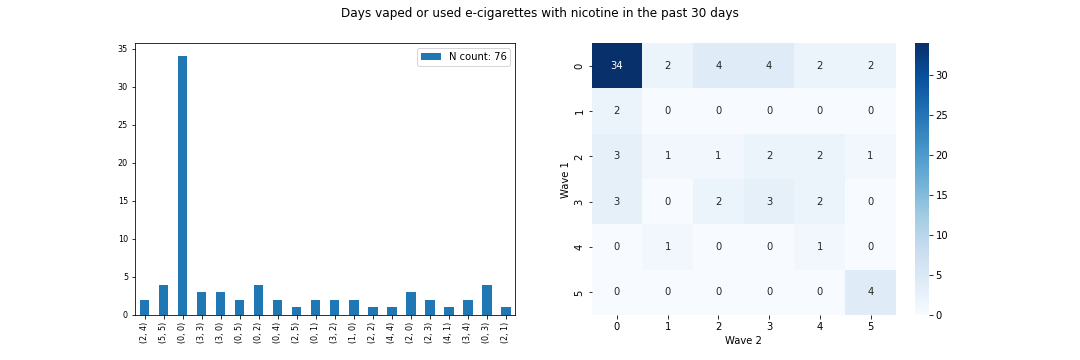 Days vaped or used e-cigarettes with nicotine in the past 30 days
N count: 76
35
30
25
20
15
10
5
0
(2, 4) (5, 5) (0, 0) (3, 3) (3, 0) (0, 5) (0, 2) (0, 4) (2, 5) (0, 1) (3, 2) (1, 0) (2, 2) (4, 4) (2, 0) (2, 3) (4, 1) (3, 4) (0, 3) (2, 1)
Wave 1
0 34 2 4 4 2 2
1 2 0 0 0 0 0
2 3 1 1 2 2 1
3 3 0 2 3 2 0
4 0 1 0 0 1 0
5 0 0 0 0 0 4
0 1 2 3 4 5
Wave 2
30
25
20
15
10
5
0